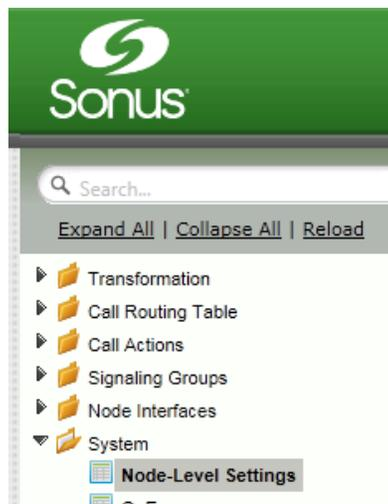 Sonus
Search...
Expand All | Collapse All | Reload
Transformation
Call Routing Table
Call Actions
Signaling Groups
Node Interfaces
System
Node-Level Settings